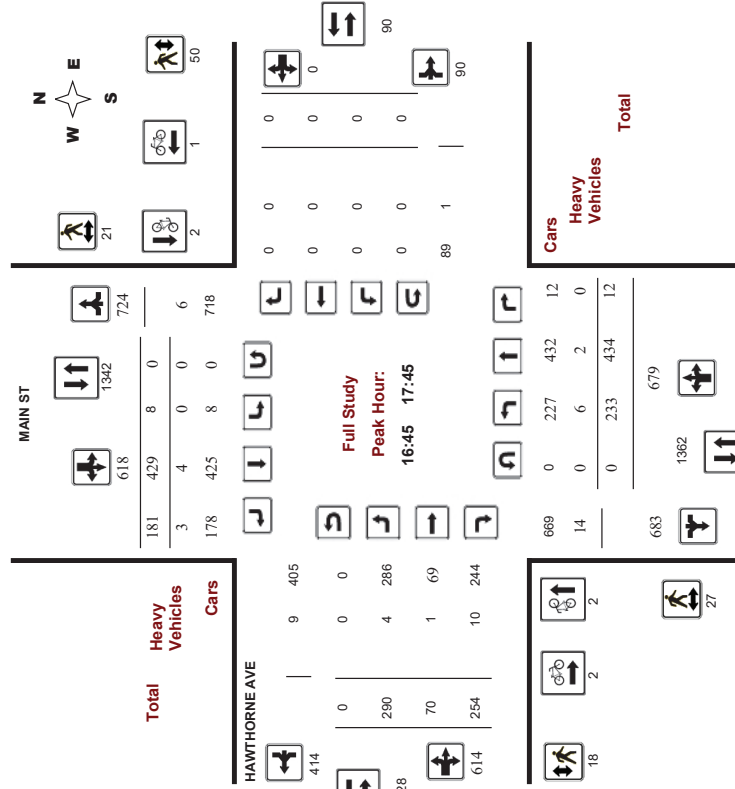 N
W E
S
50
1
21
2
MAIN ST
618
1342
724
181 429 8 0
3 4 0 0 6
178 425 8 0 718
Total
Heavy
Vehicles
Cars
0
90
90
0 0 0
0 0 0
0 0 0
0 0 0
89 1
Full Study
Peak Hour:
16:45 17:45
HAWTHORNE AVE
9 405
0 0 0
290 4 286
70 1 69
254 10 244
414
28
614
Cars
Heavy
Vehicles
Total
669 0 227 432 12
14 0 6 2 0
0 233 434 12
683
1362
679
2
2
18
27